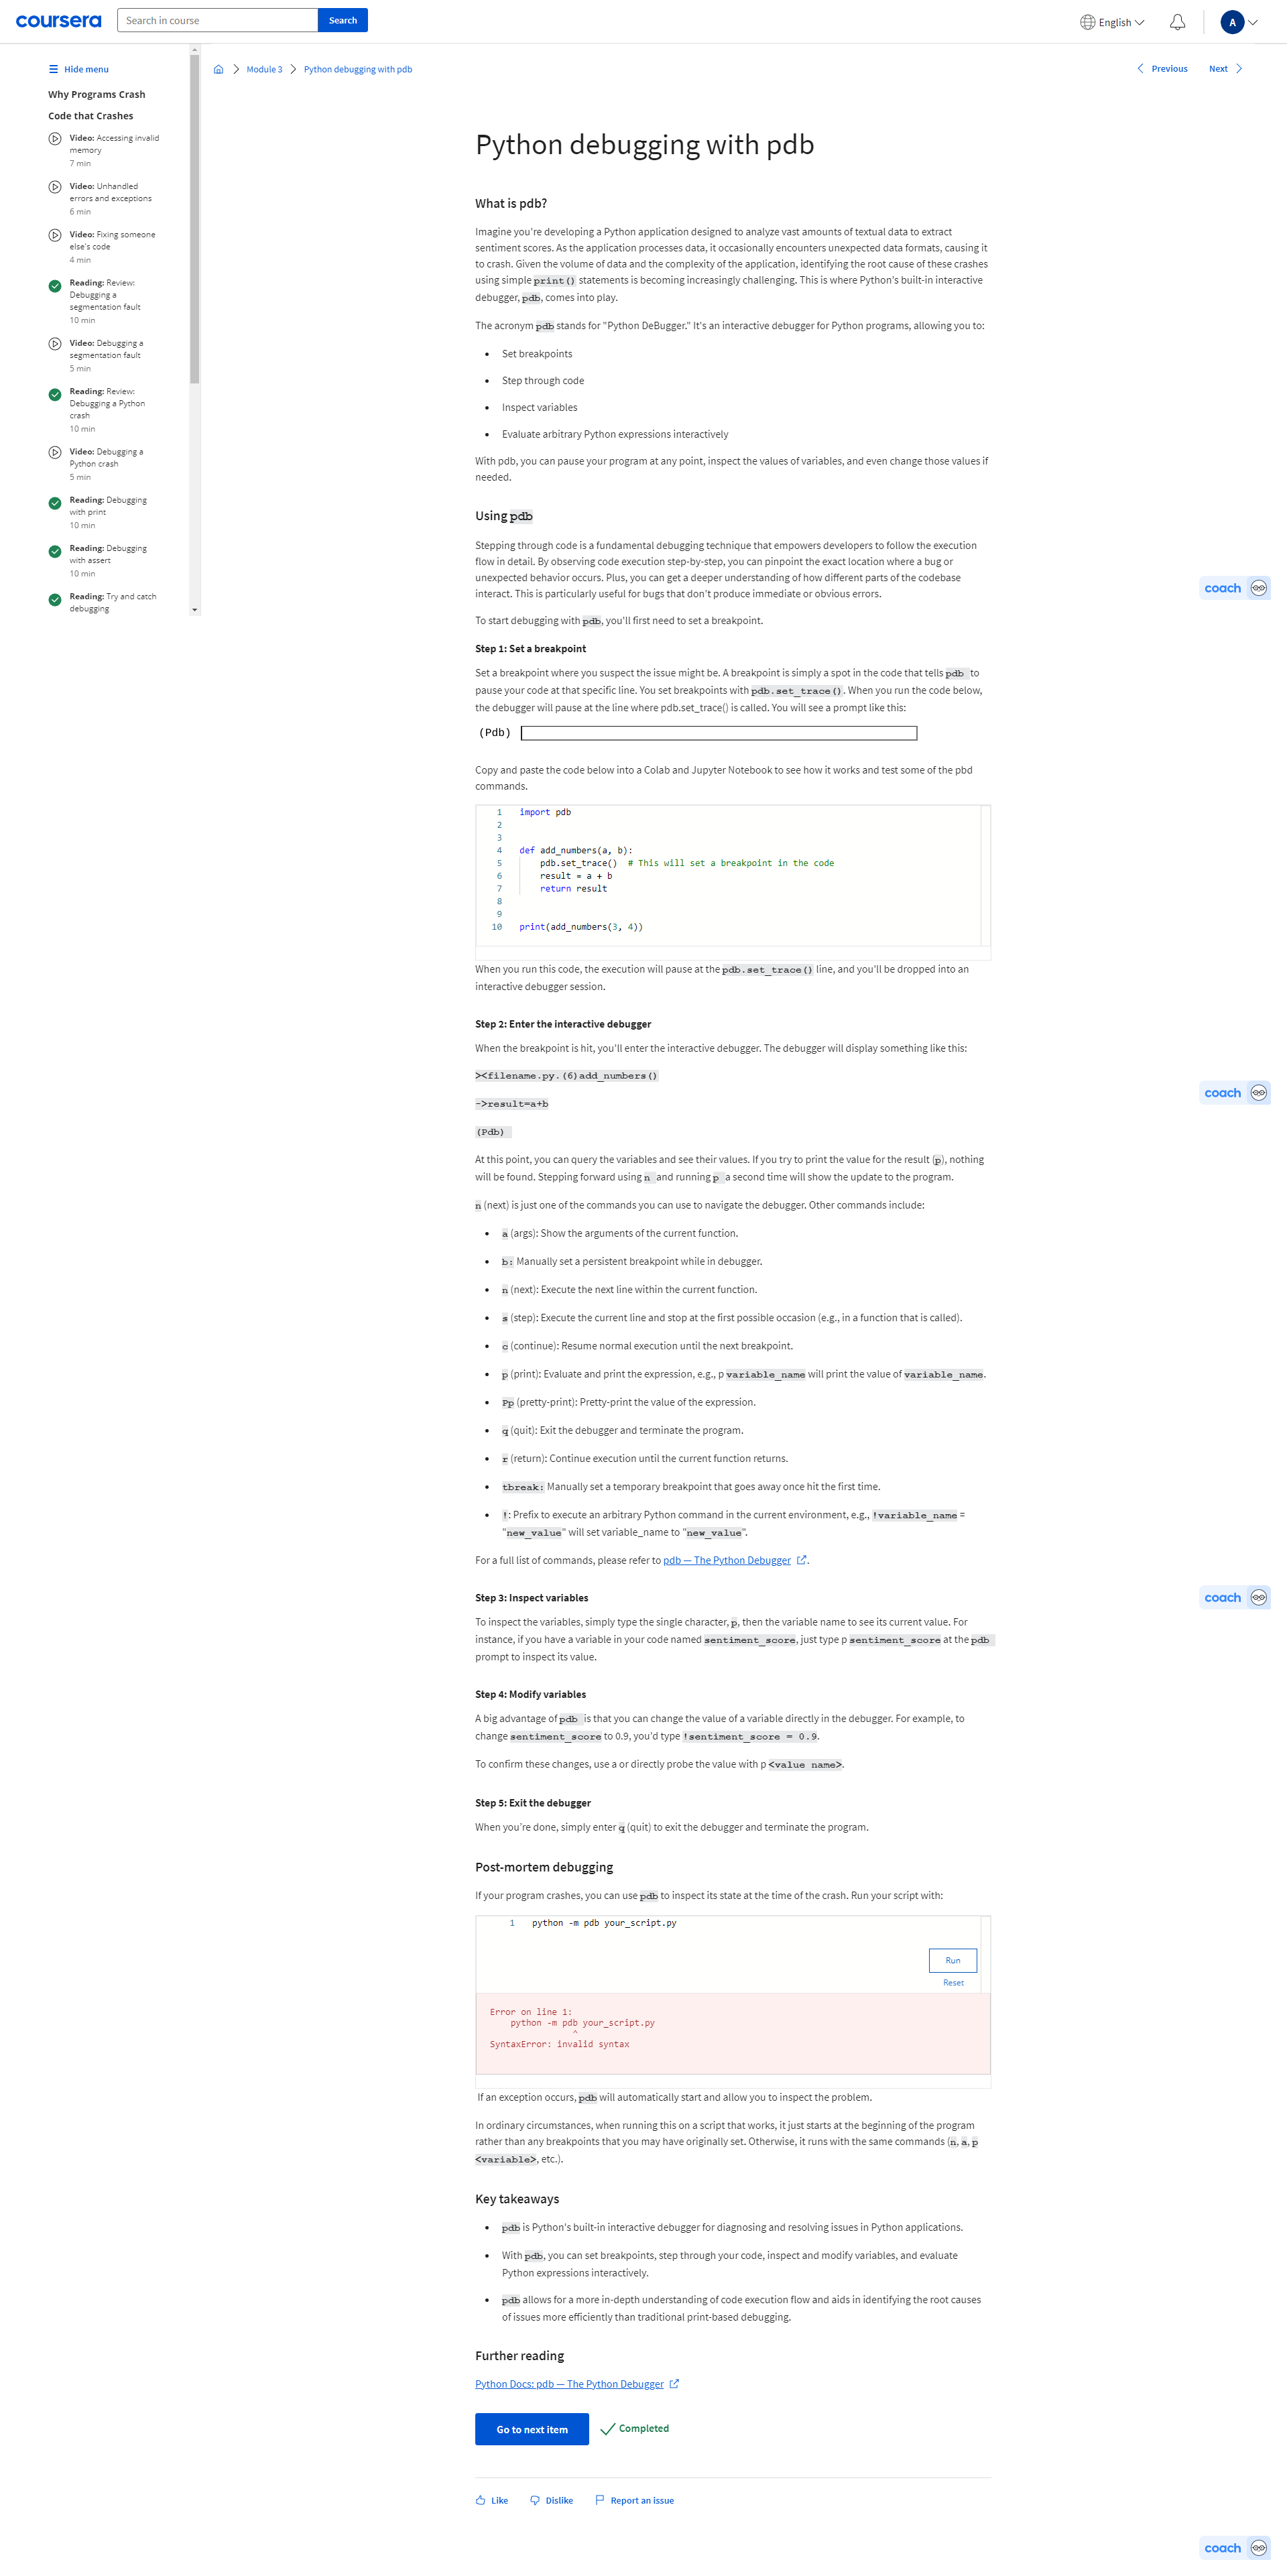 coursera
Search in course
Search
English
A
Hide menu
Why Programs Crash
Code that Crashes
Video: Accessing invalid
memory
7 min
Video: Unhandled
errors and exceptions
6 min
Video: Fixing someone
else's code
4 min
Reading: Review:
Debugging a
segmentation fault
10 min
Video: Debugging a
segmentation fault
5 min
Reading: Review:
Debugging a Python
crash
10 min
Video: Debugging a
Python crash
5 min
Reading: Debugging
with print
10 min
Reading: Debugging
with assert
10 min
Reading: Try and catch
debugging
Module 3
Python debugging with pdb
Previous
Next
Python debugging with pdb
What is pdb?
Imagine you're developing a Python application designed to analyze vast amounts of textual data to extract
sentiment scores. As the application processes data, it occasionally encounters unexpected data formats, causing it
to crash. Given the volume of data and the complexity of the application, identifying the root cause of these crashes
using simple print() statements is becoming increasingly challenging. This is where Python's built-in interactive
debugger, pdb, comes into play.
The acronym pdb stands for "Python DeBugger." It's an interactive debugger for Python programs, allowing you to:
• Set breakpoints
• Step through code
• Inspect variables
• Evaluate arbitrary Python expressions interactively
With pdb, you can pause your program at any point, inspect the values of variables, and even change those values if
needed.
Using pdb
Stepping through code is a fundamental debugging technique that empowers developers to follow the execution
flow in detail. By observing code execution step-by-step, you can pinpoint the exact location where a bug or
unexpected behavior occurs. Plus, you can get a deeper understanding of how different parts of the codebase
interact. This is particularly useful for bugs that don't produce immediate or obvious errors.
coach
To start debugging with pdb, you'll first need to set a breakpoint.
Step 1: Set a breakpoint
Set a breakpoint where you suspect the issue might be. A breakpoint is simply a spot in the code that tells pdb to
pause your code at that specific line. You set breakpoints with pdb.set_trace(). When you run the code below,
the debugger will pause at the line where pdb.set_trace() is called. You will see a prompt like this:
(Pdb)
Copy and paste the code below into a Colab and Jupyter Notebook to see how it works and test some of the pbd
commands.
1 import pdb
2
3
4 def add_numbers(a, b):
5 pdb.set_trace() # This will set a breakpoint in the code
6 result = a + b
7 return result
8
9
10 print(add_numbers(3, 4))
When you run this code, the execution will pause at the pdb.set_trace() line, and you'll be dropped into an
interactive debugger session.
Step 2: Enter the interactive debugger
When the breakpoint is hit, you'll enter the interactive debugger. The debugger will display something like this:
><filename.py.(6)add_numbers()
coach
->result=a+b
(Pdb)
At this point, you can query the variables and see their values. If you try to print the value for the result (p), nothing
will be found. Stepping forward using n and running p a second time will show the update to the program.
n (next) is just one of the commands you can use to navigate the debugger. Other commands include:
• a (args): Show the arguments of the current function.
• b: Manually set a persistent breakpoint while in debugger.
• n (next): Execute the next line within the current function.
• s (step): Execute the current line and stop at the first possible occasion (e.g., in a function that is called).
• c (continue): Resume normal execution until the next breakpoint.
• p (print): Evaluate and print the expression, e.g., p variable_name will print the value of variable_name.
• Pp (pretty-print): Pretty-print the value of the expression.
• q (quit): Exit the debugger and terminate the program.
• r (return): Continue execution until the current function returns.
• tbreak: Manually set a temporary breakpoint that goes away once hit the first time.
• !: Prefix to execute an arbitrary Python command in the current environment, e.g., !variable_name =
"new_value" will set variable_name to "new_value".
For a full list of commands, please refer to pdb — The Python Debugger.
Step 3: Inspect variables
coach
To inspect the variables, simply type the single character, p, then the variable name to see its current value. For
instance, if you have a variable in your code named sentiment_score, just type p sentiment_score at the pdb
prompt to inspect its value.
Step 4: Modify variables
A big advantage of pdb is that you can change the value of a variable directly in the debugger. For example, to
change sentiment_score to 0.9, you'd type !sentiment_score = 0.9.
To confirm these changes, use a or directly probe the value with p <value name>.
Step 5: Exit the debugger
When you're done, simply enter q (quit) to exit the debugger and terminate the program.
Post-mortem debugging
If your program crashes, you can use pdb to inspect its state at the time of the crash. Run your script with:
1 python -m pdb your_script.py
Run
Reset
Error on line 1:
python -m pdb your_script.py
^
SyntaxError: invalid syntax
If an exception occurs, pdb will automatically start and allow you to inspect the problem.
In ordinary circumstances, when running this on a script that works, it just starts at the beginning of the program
rather than any breakpoints that you may have originally set. Otherwise, it runs with the same commands (n, a, p
<variable>, etc.).
Key takeaways
• pdb is Python's built-in interactive debugger for diagnosing and resolving issues in Python applications.
• With pdb, you can set breakpoints, step through your code, inspect and modify variables, and evaluate
Python expressions interactively.
• pdb allows for a more in-depth understanding of code execution flow and aids in identifying the root causes
of issues more efficiently than traditional print-based debugging.
Further reading
Python Docs: pdb — The Python Debugger
Go to next item
Completed
Like
Dislike
Report an issue
coach